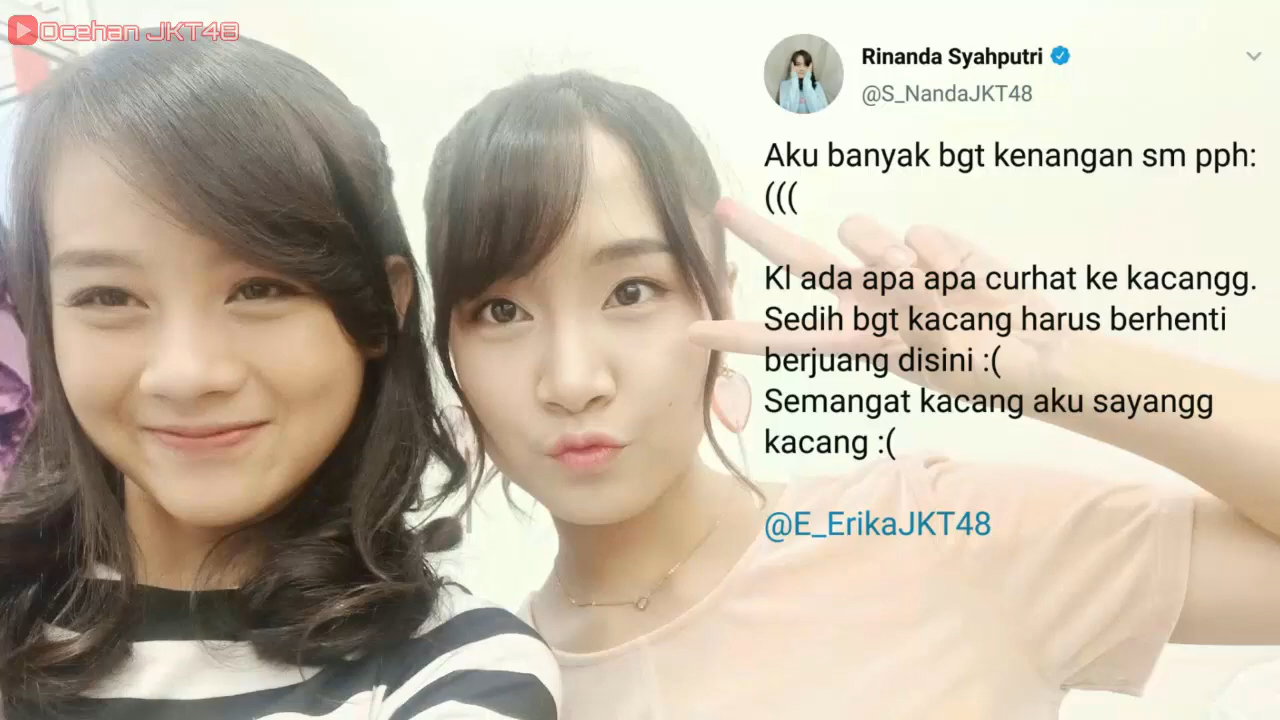 Ocehan JKT48
Rinanda Syahputri
@S_NandaJKT48
Aku banyak bgt kenangan sm pph:
(((
Kl ada apa apa curhat ke kacangg.
Sedih bgt kacang harus berhenti
berjuang disini :(
Semangat kacang aku sayangg
kacang :(
@E_ErikaJKT48